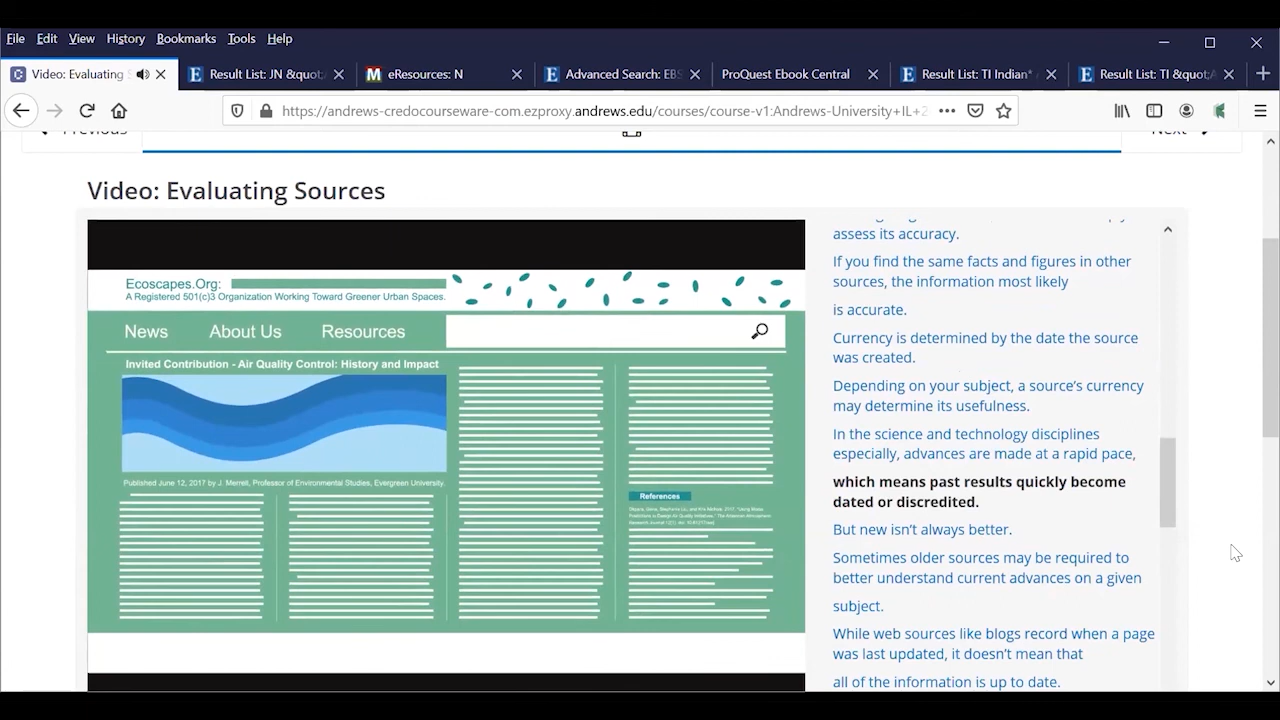 File Edit View History Bookmarks Tools Help
Video: Evaluating S
Result List: JN &quot;
eResources: N
Advanced Search: EBS
ProQuest Ebook Central
Result List: TI Indian*
Result List: TI &quot;A
https://andrews-credocourseware-com.ezproxy.andrews.edu/courses/course-v1:Andrews-University+IL+2
Previous
Next
Video: Evaluating Sources
Ecoscapes.Org:
A Registered 501(c)3 Organization Working Toward Greener Urban Spaces.
News About Us Resources
Invited Contribution - Air Quality Control: History and Impact
Published June 12, 2017 by J. Merrell, Professor of Environmental Studies, Evergreen University.
References
assess its accuracy.
If you find the same facts and figures in other
sources, the information most likely
is accurate.
Currency is determined by the date the source
was created.
Depending on your subject, a source's currency
may determine its usefulness.
In the science and technology disciplines
especially, advances are made at a rapid pace,
which means past results quickly become
dated or discredited.
But new isn't always better.
Sometimes older sources may be required to
better understand current advances on a given
subject.
While web sources like blogs record when a page
was last updated, it doesn't mean that
all of the information is up to date.